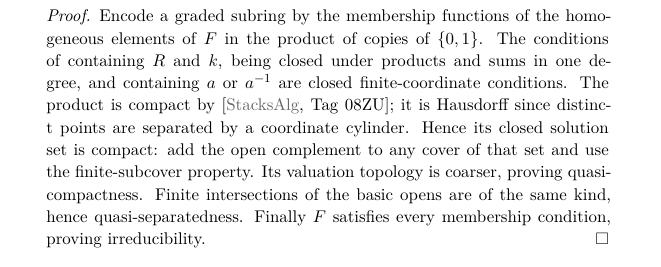 Proof. Encode a graded subring by the membership functions of the homo-
geneous elements of F in the product of copies of {0, 1}. The conditions
of containing R and k, being closed under products and sums in one de-
gree, and containing a or a⁻¹ are closed finite-coordinate conditions. The
product is compact by [StacksAlg, Tag 08ZU]; it is Hausdorff since distinc-
t points are separated by a coordinate cylinder. Hence its closed solution
set is compact: add the open complement to any cover of that set and use
the finite-subcover property. Its valuation topology is coarser, proving quasi-
compactness. Finite intersections of the basic opens are of the same kind,
hence quasi-separatedness. Finally F satisfies every membership condition,
proving irreducibility. □